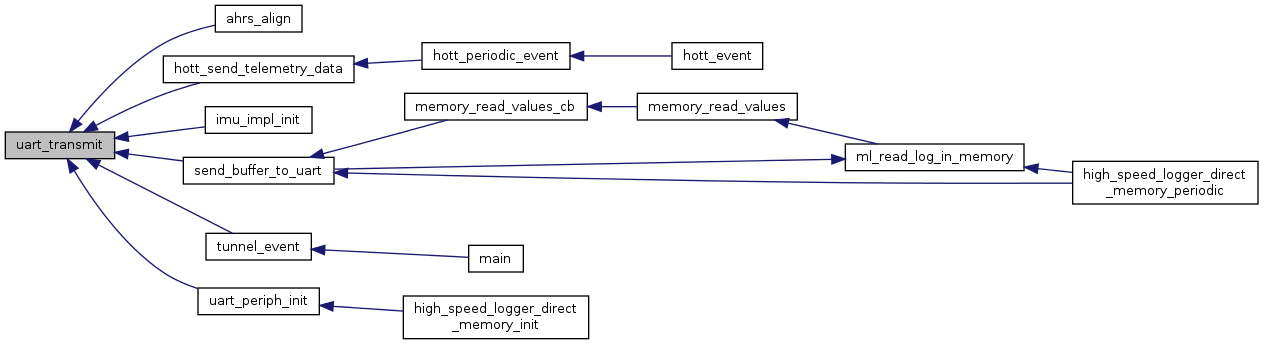 ahrs_align
hott_send_telemetry_data
hott_periodic_event
hott_event
imu_impl_init
memory_read_values_cb
memory_read_values
uart_transmit
send_buffer_to_uart
ml_read_log_in_memory
high_speed_logger_direct
_memory_periodic
tunnel_event
main
uart_periph_init
high_speed_logger_direct
_memory_init